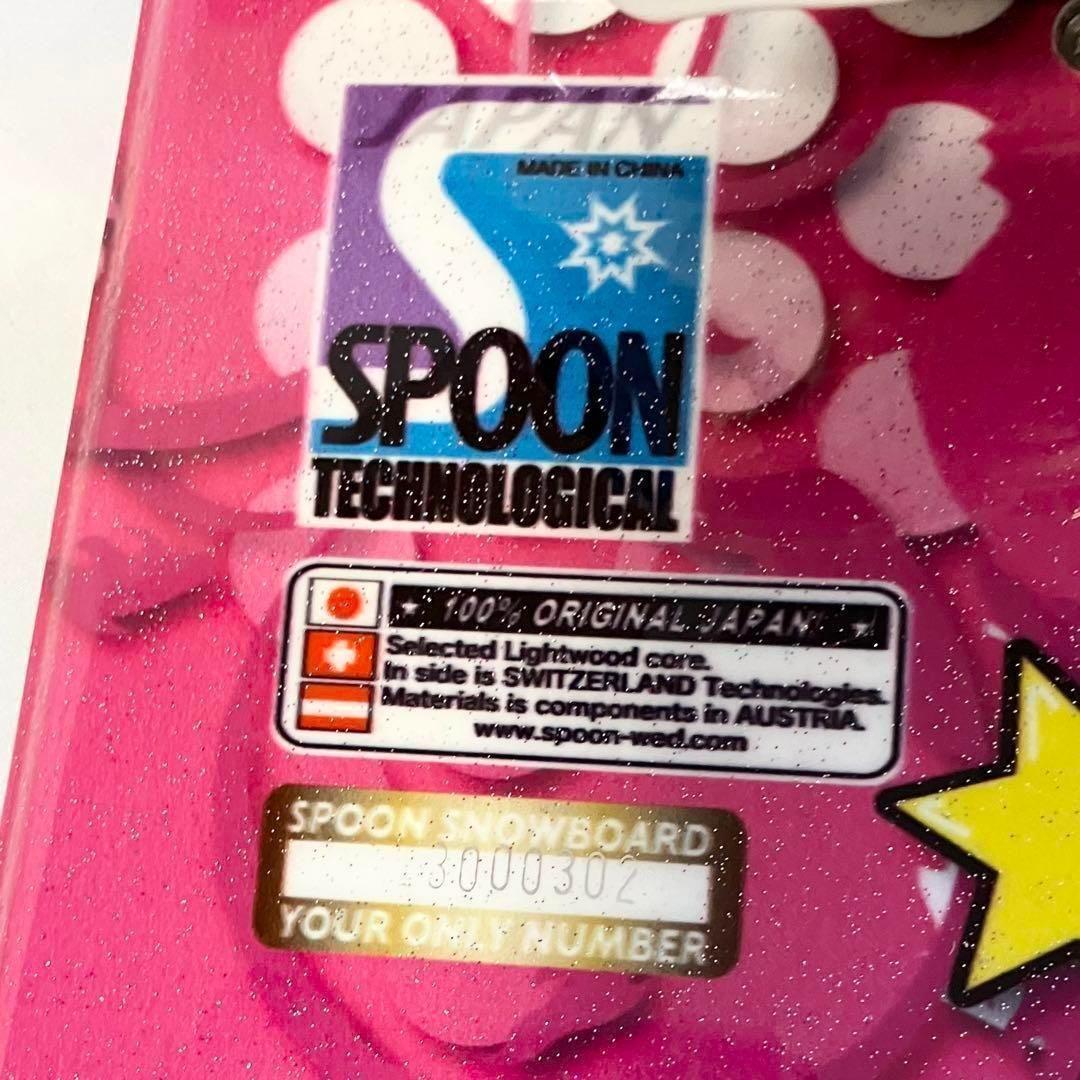 JAPAN
MADE IN CHINA
SPOON
TECHNOLOGICAL
100% ORIGINAL JAPAN
Selected Lightwood core.
In side is SWITZERLAND Technologies.
Materials is components in AUSTRIA.
www.spoon-wed.com
SPOON SNOWBOARD
3000302
YOUR ONLY NUMBER